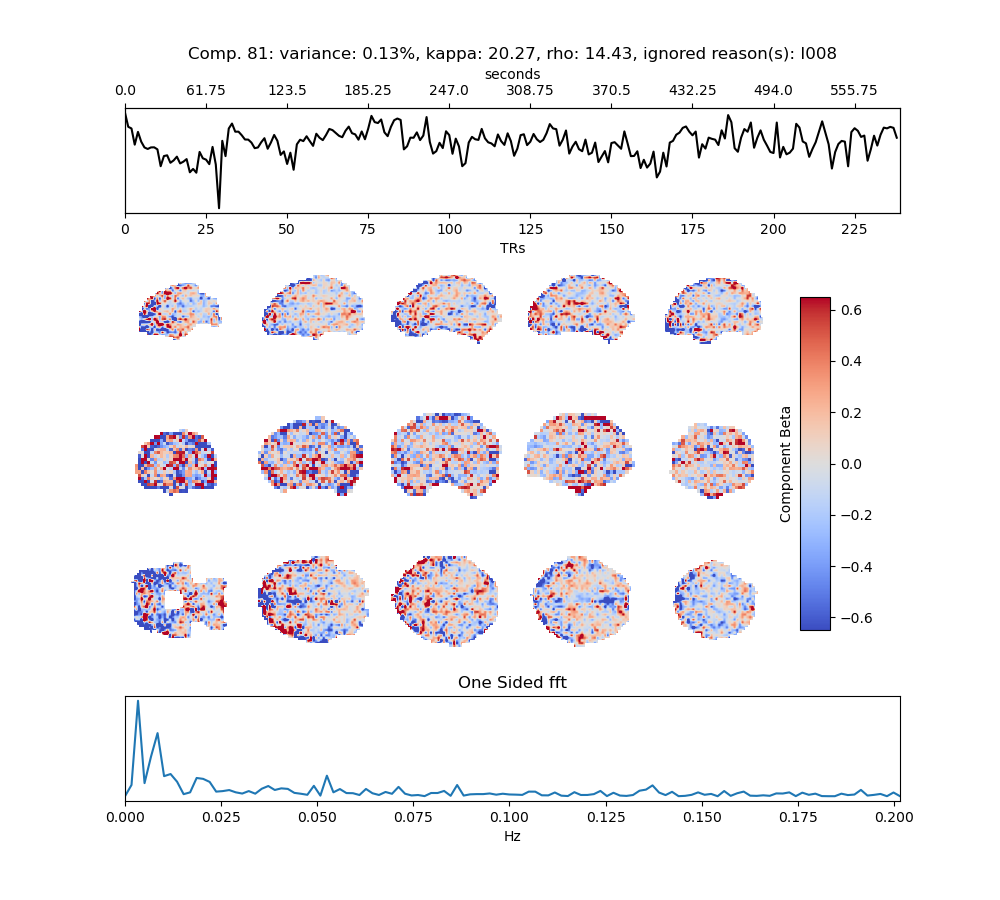 Comp. 81: variance: 0.13%, kappa: 20.27, rho: 14.43, ignored reason(s): I008
seconds
0.0 61.75 123.5 185.25 247.0 308.75 370.5 432.25 494.0 555.75
0 25 50 75 100 125 150 175 200 225
TRs
0.6
0.4
0.2
0.0
−0.2
−0.4
−0.6
Component Beta
One Sided fft
0.000 0.025 0.050 0.075 0.100 0.125 0.150 0.175 0.200
Hz